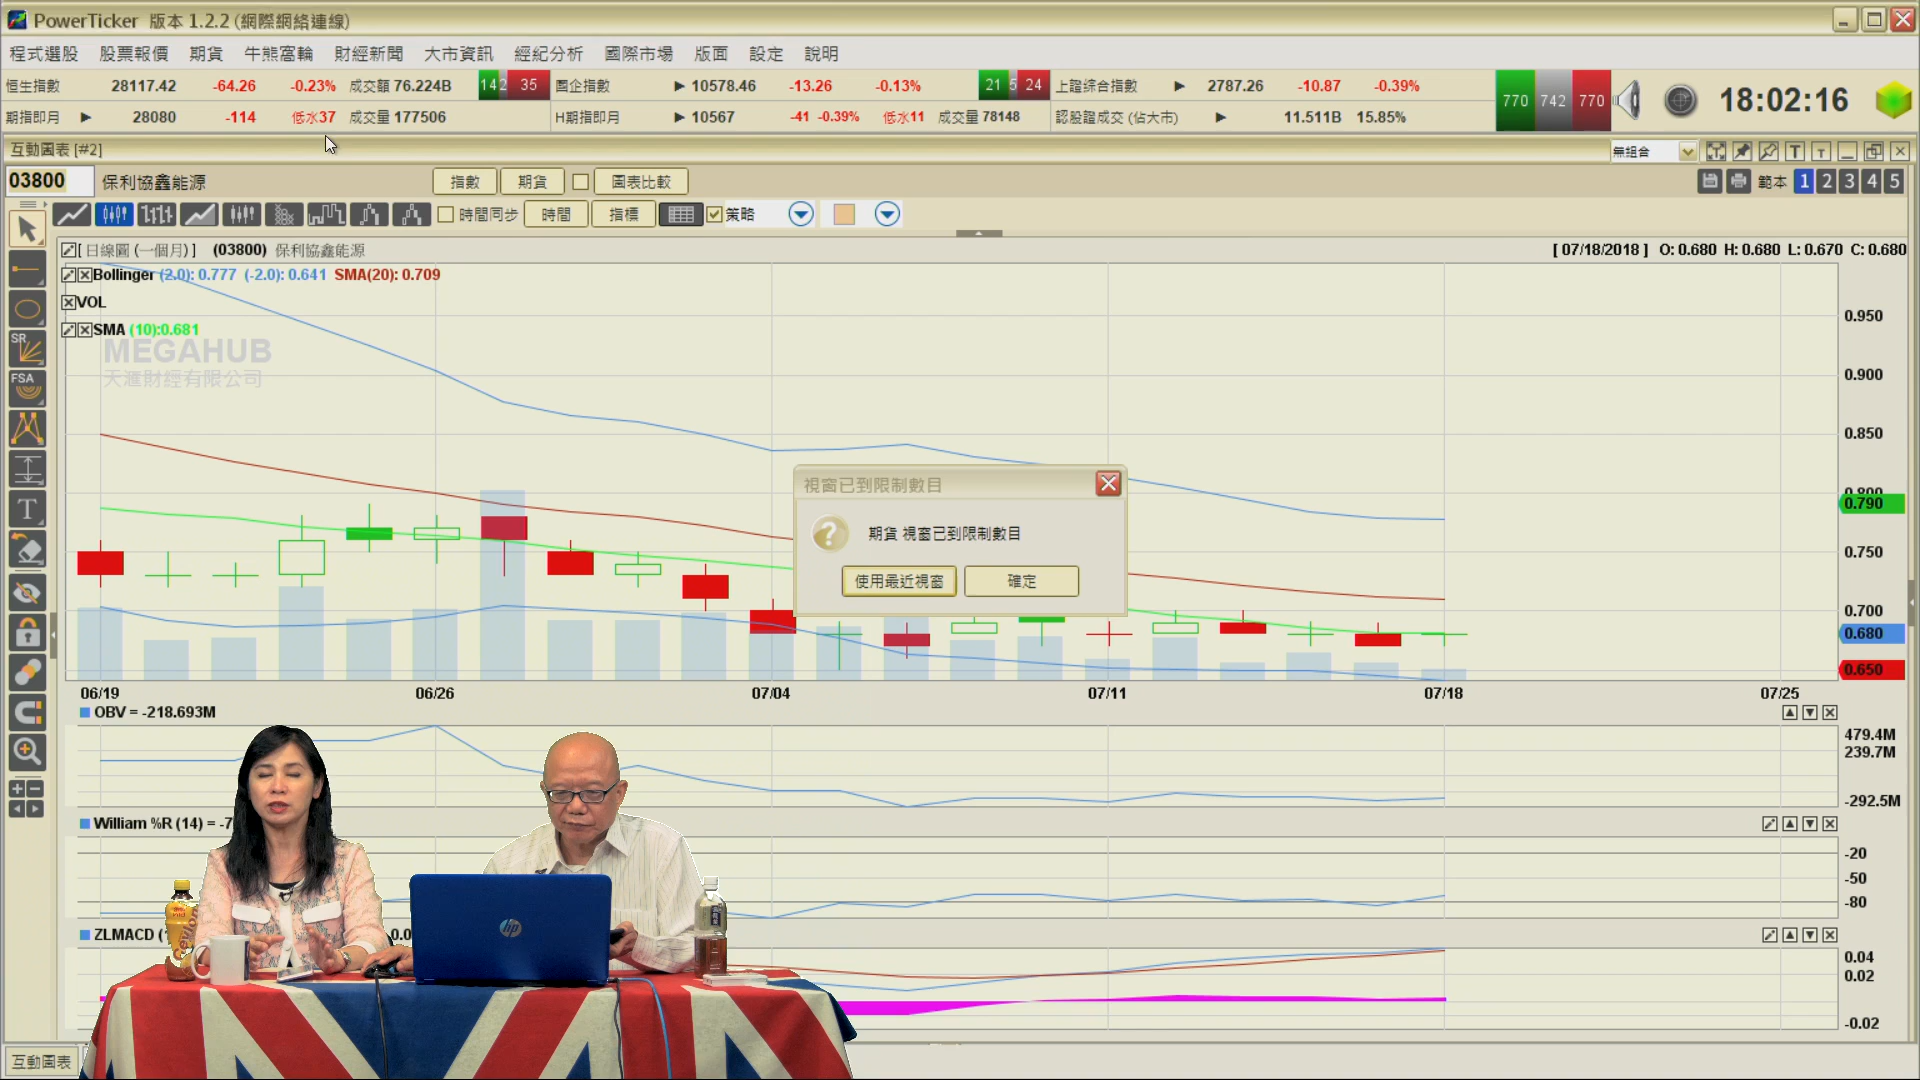 PowerTicker 版本 1.2.2 (網際網絡連線)
程式選股 股票報價 期貨 牛熊窩輪 財經新聞 大市資訊 經紀分析 國際市場 版面 設定 說明
恒生指數 28117.42 -64.26 -0.23% 成交額 76.224B 142 35 國企指數 10578.46 -13.26 -0.13% 21 5 24 上證綜合指數 2787.26 -10.87 -0.39%
770 742 770 18:02:16
期指即月 28080 -114 低水37 成交量 177506 H期指即月 10567 -41 -0.39% 低水11 成交量 78148 認股證成交 (佔大市) 11.511B 15.85%
互動圖表 [#2] 無組合
03800 保利協鑫能源 指數 期貨 圖表比較 範本 1 2 3 4 5
時間同步 時間 指標 策略
[ 日線圖 (一個月) ] (03800) 保利協鑫能源 [ 07/18/2018 ] O: 0.680 H: 0.680 L: 0.670 C: 0.680
Bollinger (2.0): 0.777 (-2.0): 0.641 SMA(20): 0.709
VOL
SMA (10):0.681
MEGAHUB
天滙財經有限公司
SR
FSA
T
0.950
0.900
0.850
0.800
0.790
0.750
0.700
0.680
0.650
視窗已到限制數目
期貨 視窗已到限制數目
使用最近視窗 確定
06/19 06/26 07/04 07/11 07/18 07/25
OBV = -218.693M
479.4M
239.7M
-292.5M
William %R (14) = -7
-20
-50
-80
ZLMACD (
0.0
0.04
0.02
-0.02
hp
互動圖表